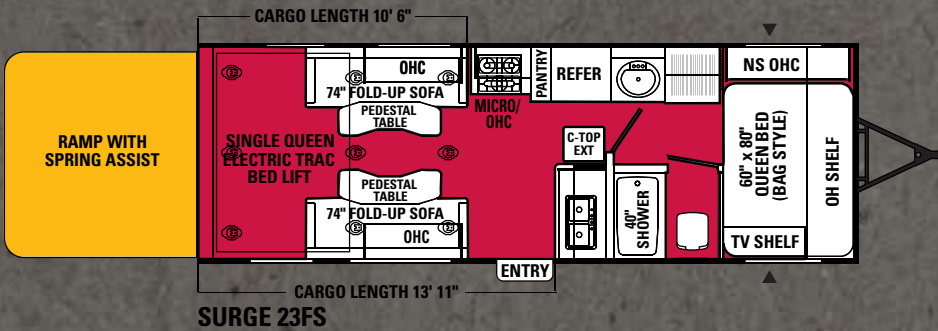 CARGO LENGTH 10' 6"
OHC
74" FOLD-UP SOFA
PEDESTAL
TABLE
MICRO/
OHC
PANTRY
REFER
NS OHC
RAMP WITH
SPRING ASSIST
SINGLE QUEEN
ELECTRIC TRAC
BED LIFT
C-TOP
EXT
60" x 80"
QUEEN BED
(BAG STYLE)
OH SHELF
PEDESTAL
TABLE
74" FOLD-UP SOFA
OHC
40"
SHOWER
TV SHELF
ENTRY
CARGO LENGTH 13' 11"
SURGE 23FS